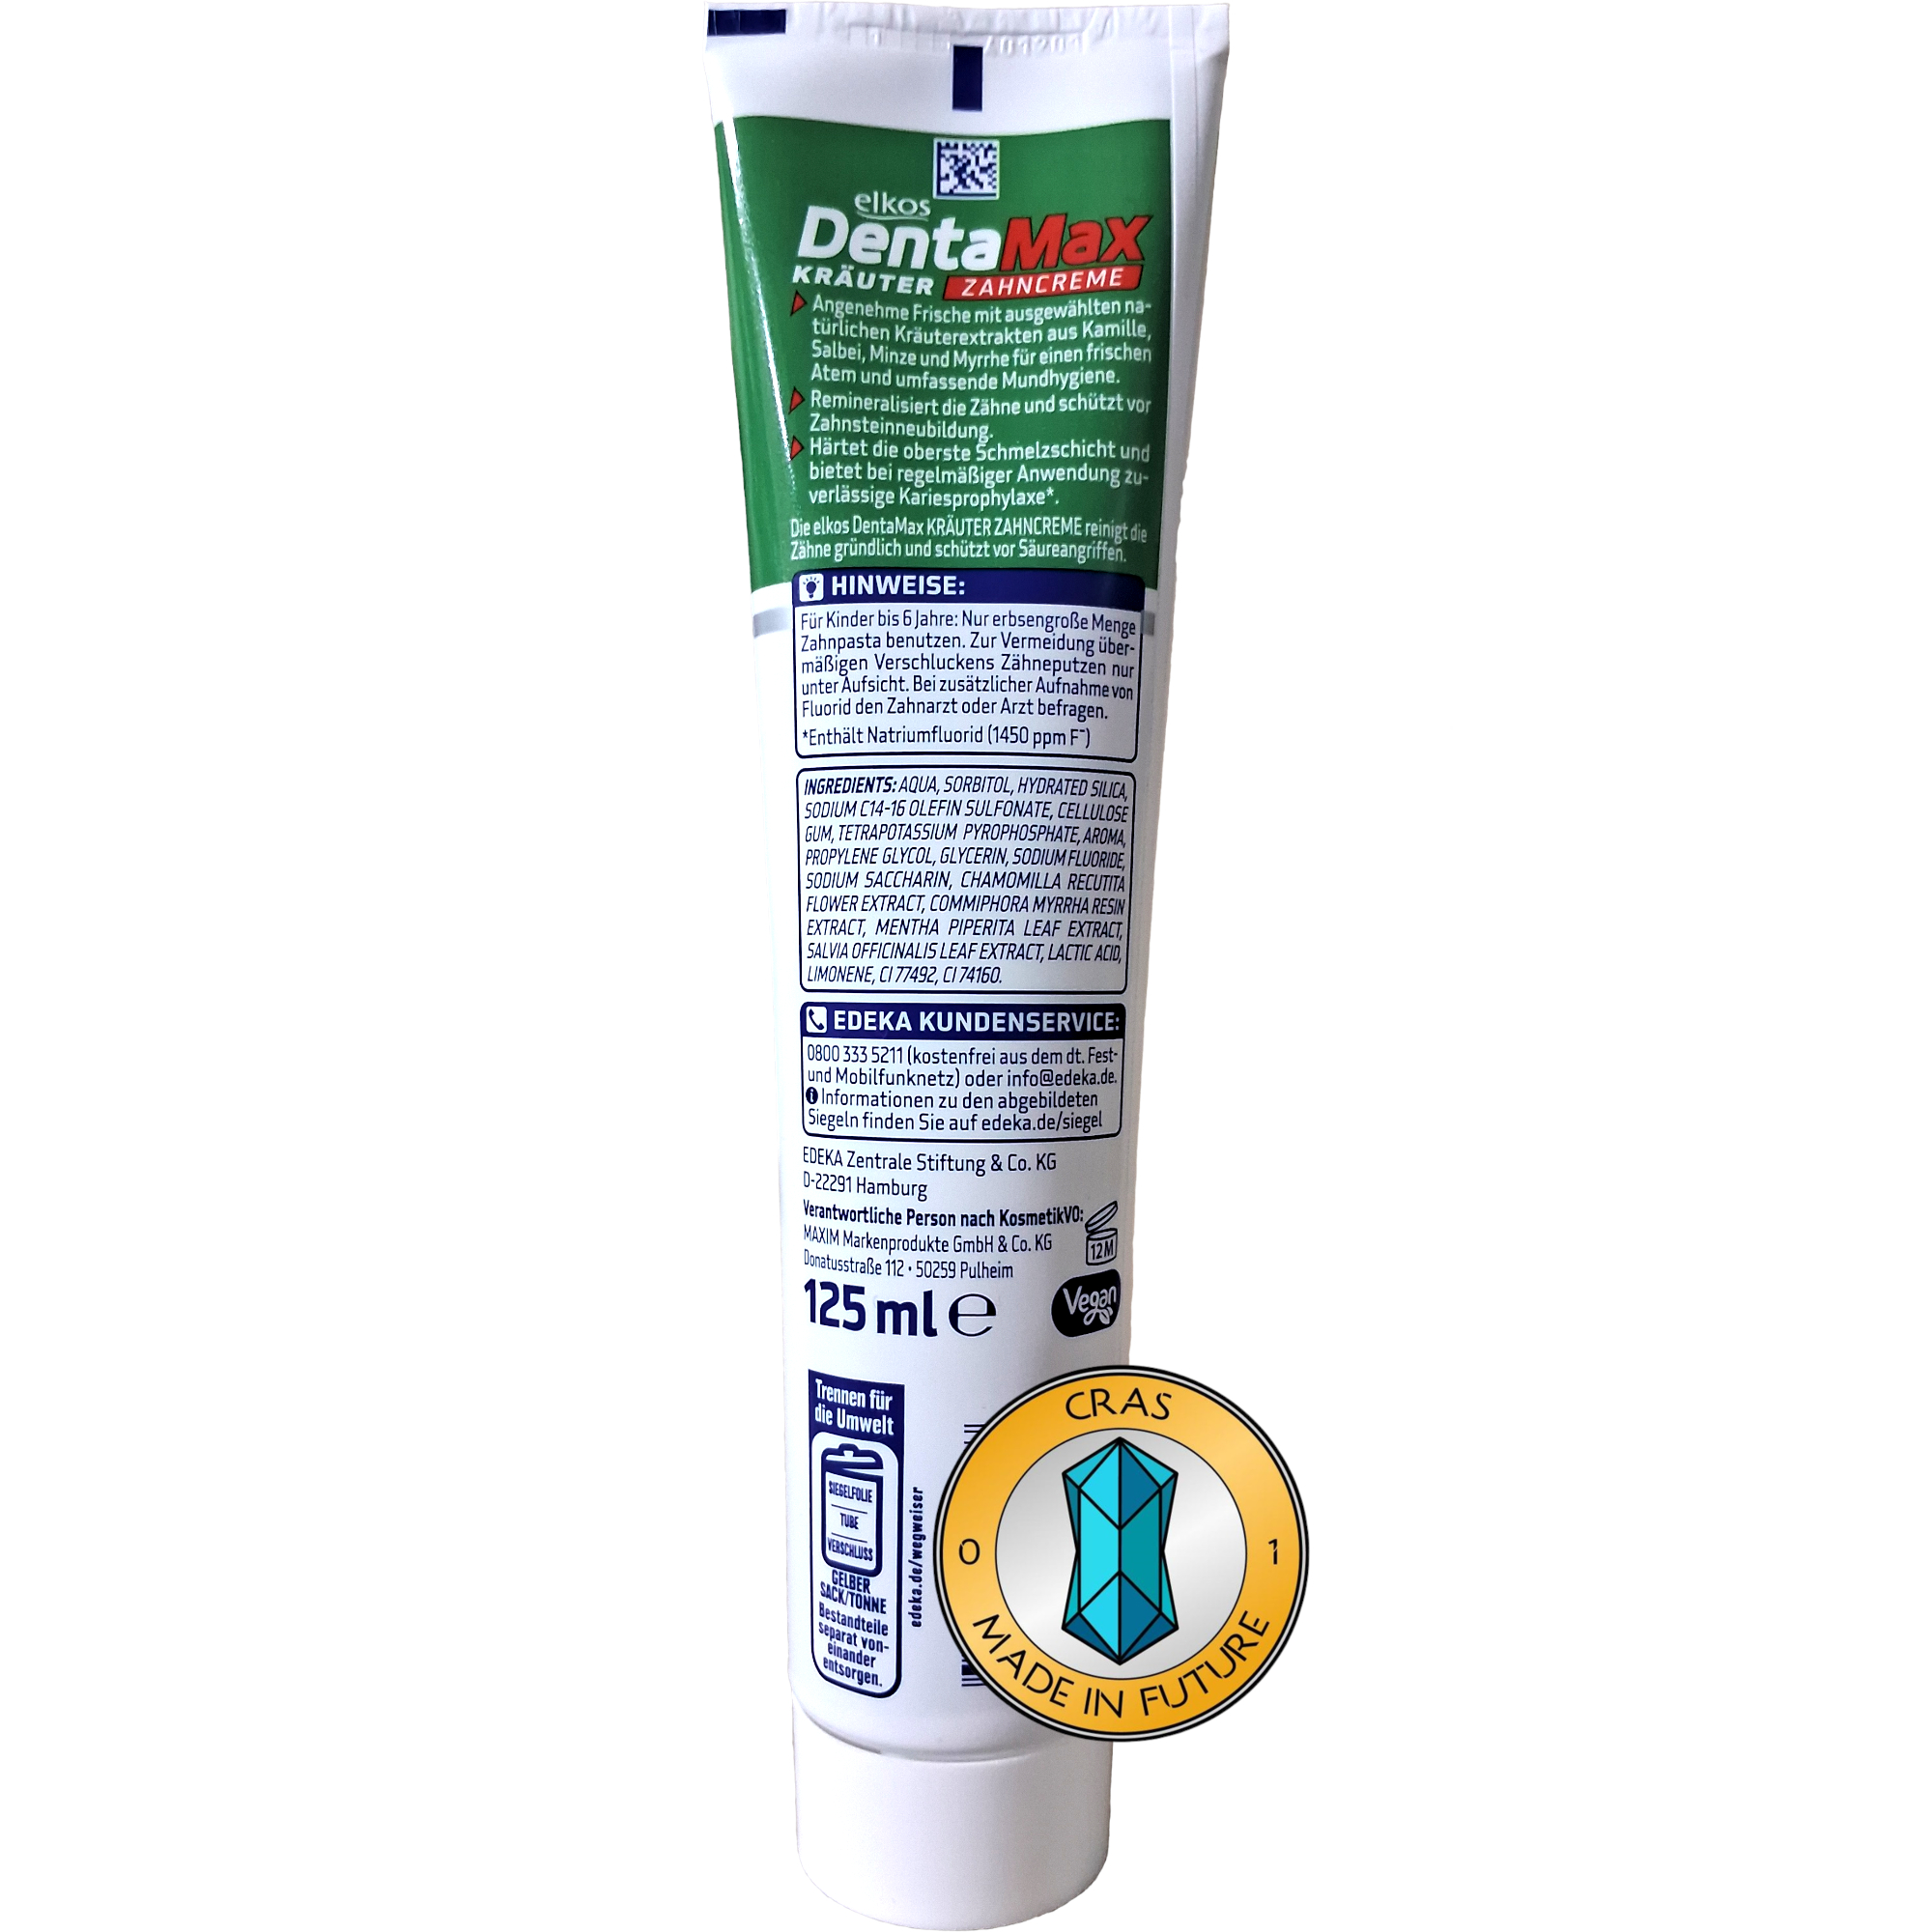 elkos
DentaMax
KRÄUTER ZAHNCREME
Angenehme Frische mit ausgewählten na-
türlichen Kräuterextrakten aus Kamille,
Salbei, Minze und Myrrhe für einen frischen
Atem und umfassende Mundhygiene.
Remineralisiert die Zähne und schützt vor
Zahnsteinneubildung.
Härtet die oberste Schmelzschicht und
bietet bei regelmäßiger Anwendung zu-
verlässige Kariesprophylaxe*.
Die elkos DentaMax KRÄUTER ZAHNCREME reinigt die
Zähne gründlich und schützt vor Säureangriffen.
HINWEISE:
Für Kinder bis 6 Jahre: Nur erbsengroße Menge
Zahnpasta benutzen. Zur Vermeidung über-
mäßigen Verschluckens Zähneputzen nur
unter Aufsicht. Bei zusätzlicher Aufnahme von
Fluorid den Zahnarzt oder Arzt befragen.
*Enthält Natriumfluorid (1450 ppm F⁻)
INGREDIENTS: AQUA, SORBITOL, HYDRATED SILICA,
SODIUM C14-16 OLEFIN SULFONATE, CELLULOSE
GUM, TETRAPOTASSIUM PYROPHOSPHATE, AROMA,
PROPYLENE GLYCOL, GLYCERIN, SODIUM FLUORIDE,
SODIUM SACCHARIN, CHAMOMILLA RECUTITA
FLOWER EXTRACT, COMMIPHORA MYRRHA RESIN
EXTRACT, MENTHA PIPERITA LEAF EXTRACT,
SALVIA OFFICINALIS LEAF EXTRACT, LACTIC ACID,
LIMONENE, CI 77492, CI 74160.
EDEKA KUNDENSERVICE:
0800 333 5211 (kostenfrei aus dem dt. Fest-
und Mobilfunknetz) oder info@edeka.de.
Informationen zu den abgebildeten
Siegeln finden Sie auf edeka.de/siegel
EDEKA Zentrale Stiftung & Co. KG
D-22291 Hamburg
Verantwortliche Person nach KosmetikVO:
MAXIM Markenprodukte GmbH & Co. KG
Donatusstraße 112 • 50259 Pulheim
12M
125 ml ℮
Vegan
Trennen für
die Umwelt
SIEGELFOLIE
TUBE
VERSCHLUSS
GELBER
SACK/TONNE
Bestandteile
separat von-
einander
entsorgen.
edeka.de/wegweiser
CRAS
0 1
MADE IN FUTURE